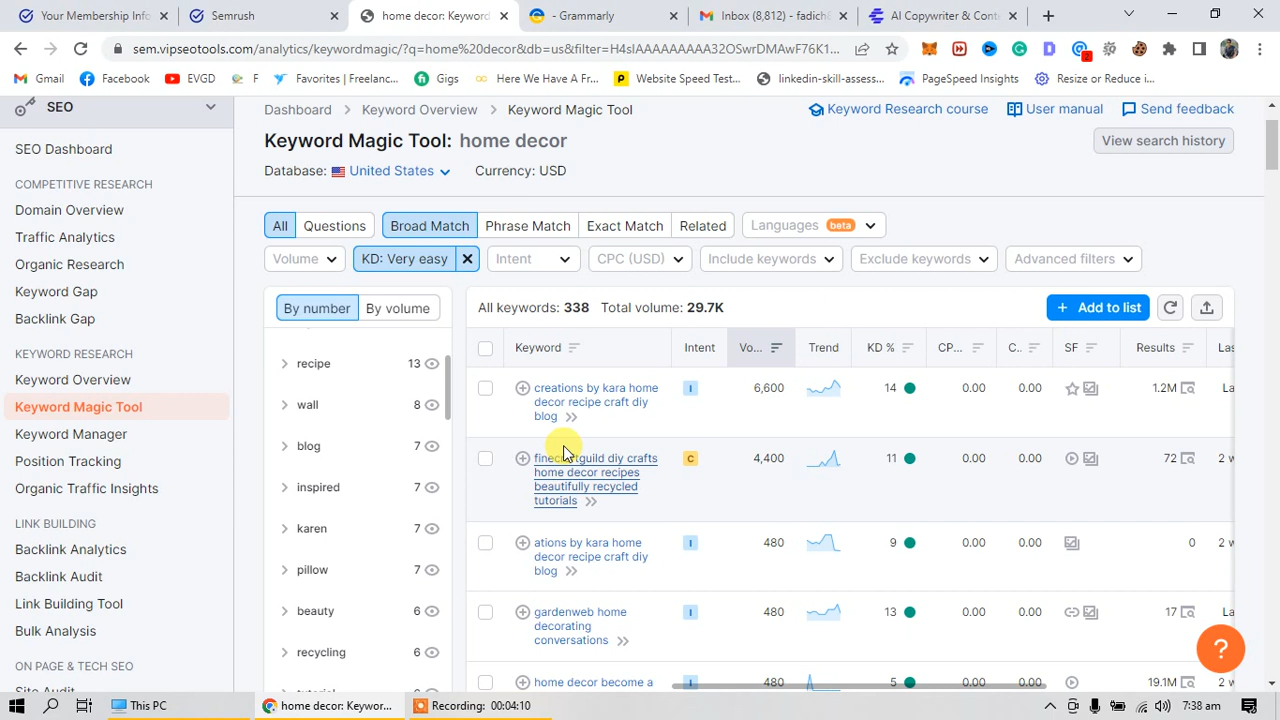 Your Membership Info
Semrush
home decor: Keyword
- Grammarly
Inbox (8,812) - fadich8
AI Copywriter & Cont
sem.vipseotools.com/analytics/keywordmagic/?q=home%20decor&db=us&filter=H4sIAAAAAAAAA32OSwrDMAwF76K1...
Gmail
Facebook
YouTube EVGD
F
Favorites | Freelanc...
Gigs
Here We Have A Fr...
Website Speed Test...
linkedin-skill-assess...
PageSpeed Insights
Resize or Reduce i...
SEO
SEO Dashboard
COMPETITIVE RESEARCH
Domain Overview
Traffic Analytics
Organic Research
Keyword Gap
Backlink Gap
KEYWORD RESEARCH
Keyword Overview
Keyword Magic Tool
Keyword Manager
Position Tracking
Organic Traffic Insights
LINK BUILDING
Backlink Analytics
Backlink Audit
Link Building Tool
Bulk Analysis
ON PAGE & TECH SEO
Site Audit
Dashboard > Keyword Overview > Keyword Magic Tool
Keyword Research course
User manual
Send feedback
Keyword Magic Tool: home decor
View search history
Database: United States
Currency: USD
All Questions
Broad Match Phrase Match Exact Match Related
Languages beta
Volume
KD: Very easy
Intent
CPC (USD)
Include keywords
Exclude keywords
Advanced filters
By number By volume
recipe 13
wall 8
blog 7
inspired 7
karen 7
pillow 7
beauty 6
recycling 6
All keywords: 338 Total volume: 29.7K
+ Add to list
Keyword Intent Vo... Trend KD % CP... C.. SF Results Las
creations by kara home
decor recipe craft diy
blog
I 6,600 14 0.00 0.00 1.2M La
finecraftguild diy crafts
home decor recipes
beautifully recycled
tutorials
C 4,400 11 0.00 0.00 72 2 w
ations by kara home
decor recipe craft diy
blog
I 480 9 0.00 0.00 0 2 w
gardenweb home
decorating
conversations
I 480 13 0.00 0.00 17 La
home decor become a
480 5 0.00 0.00 19.1M La
?
This PC
home decor: Keywor...
Recording: 00:04:10
7:38 am